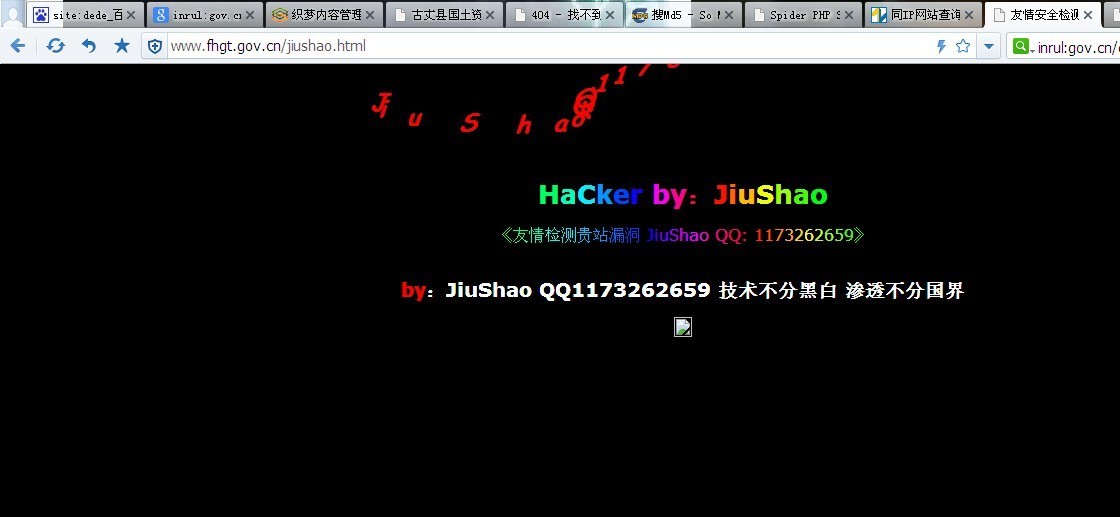 site:dede_百
inrul:gov.cn
织梦内容管理
古丈县国土资
404 - 找不到
搜Md5 - So M
Spider PHP S
同IP网站查询
友情安全检测
www.fhgt.gov.cn/jiushao.html
inrul:gov.cn/
JiuShao
@117
HaCker by：JiuShao
《友情检测贵站漏洞 JiuShao QQ: 1173262659》
by：JiuShao QQ1173262659 技术不分黑白 渗透不分国界